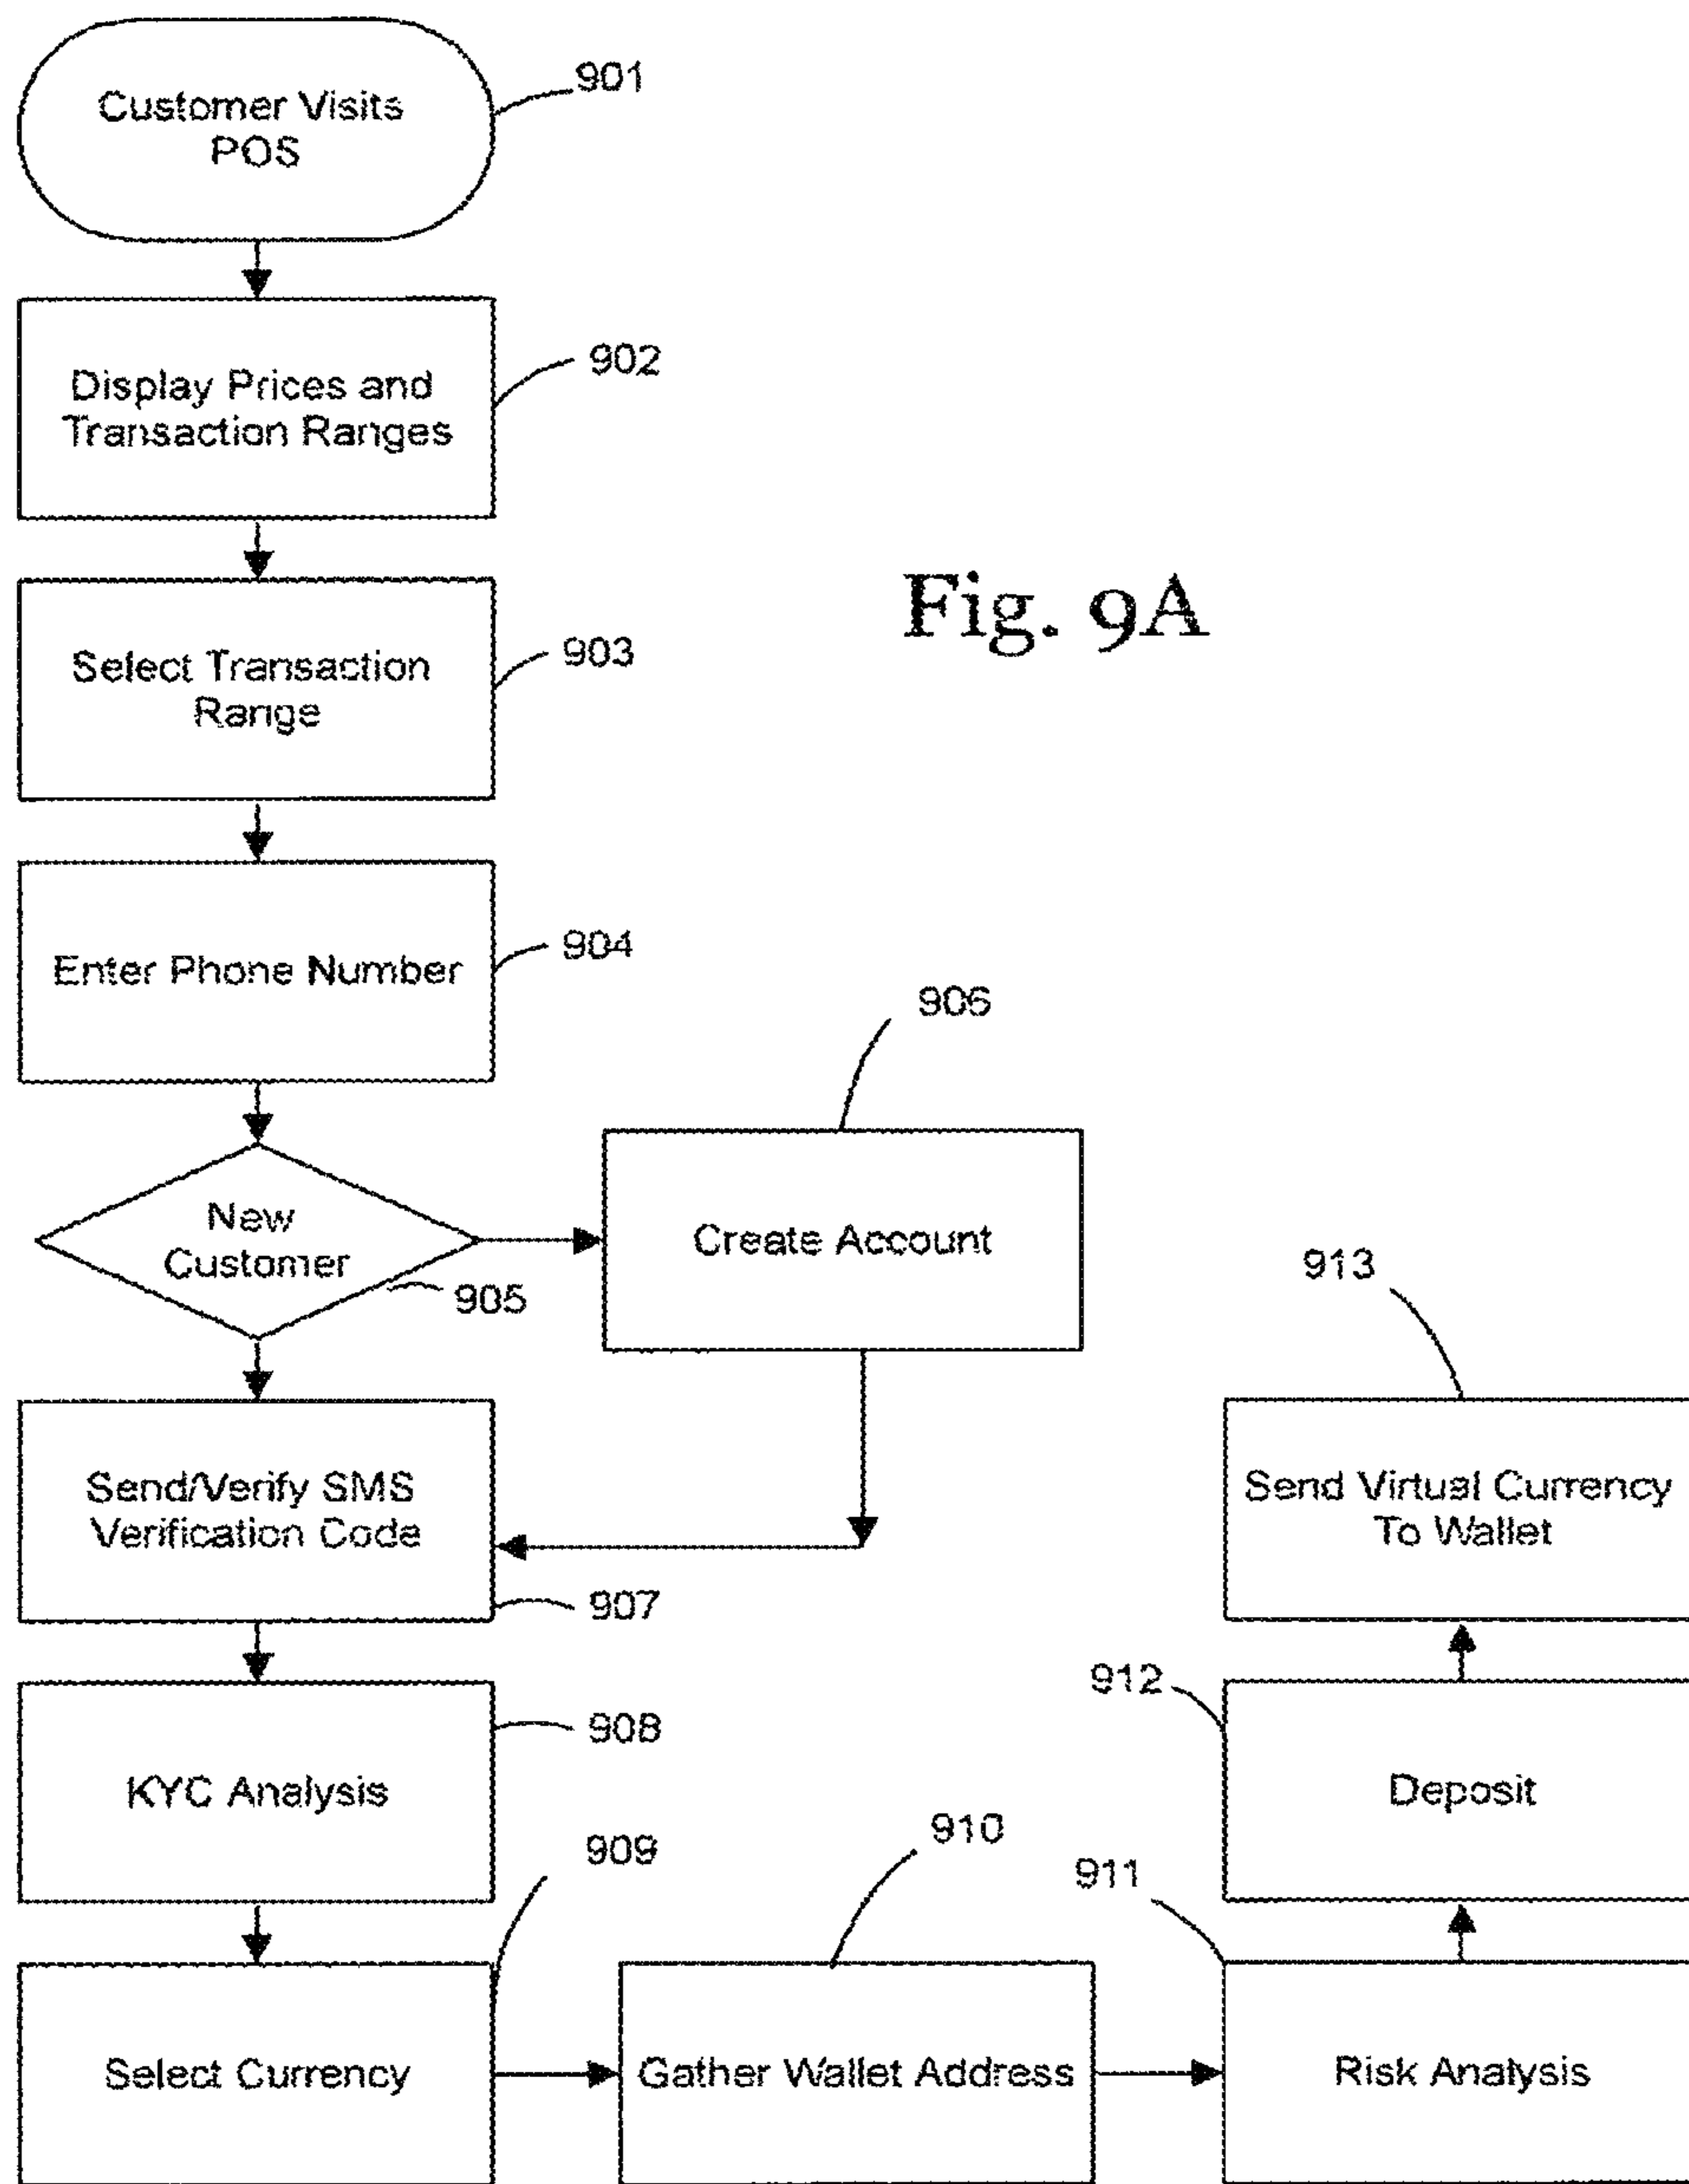 Customer Visits
POS
901
Display Prices and
Transaction Ranges
902
Fig. 9A
Select Transaction
Range
903
Enter Phone Number
904
906
New
Customer
905
Create Account
913
Send/Verify SMS
Verification Code
907
Send Virtual Currency
To Wallet
KYC Analysis
908
912
Deposit
909
910
911
Select Currency
Gather Wallet Address
Risk Analysis